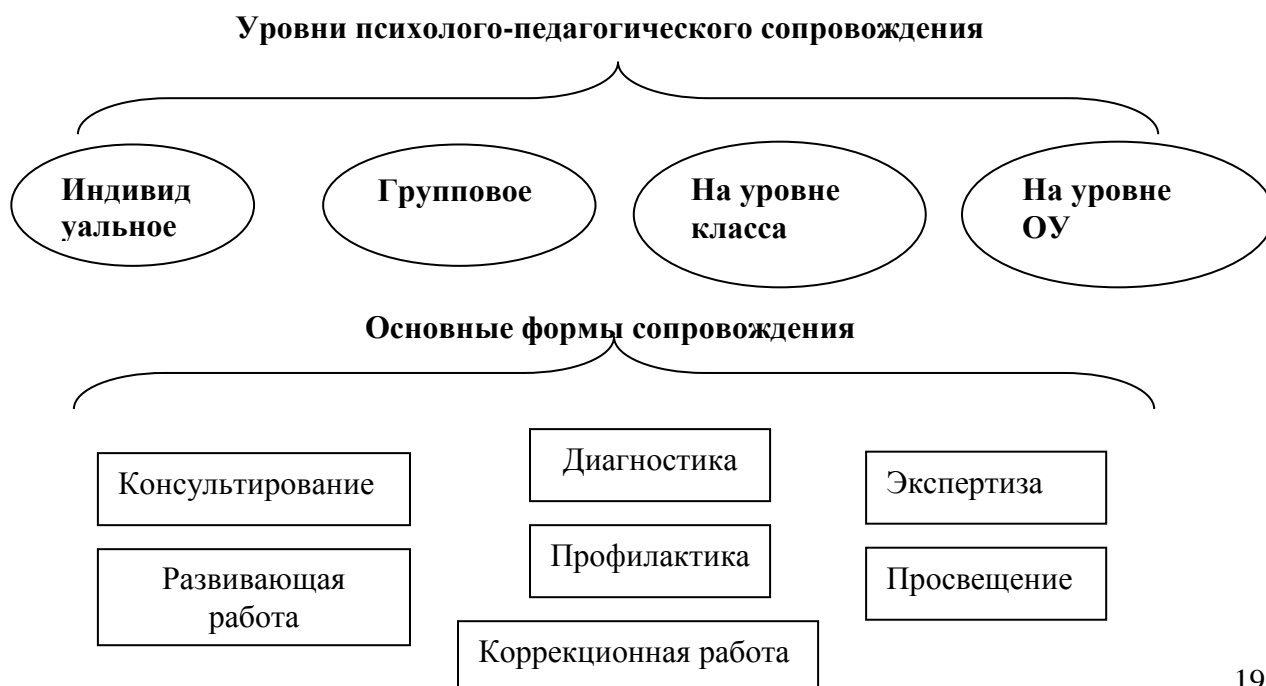 Уровни психолого-педагогического сопровождения
Индивид
уальное
Групповое
На уровне
класса
На уровне
ОУ
Основные формы сопровождения
Консультирование
Диагностика
Экспертиза
Развивающая
работа
Профилактика
Просвещение
Коррекционная работа
19